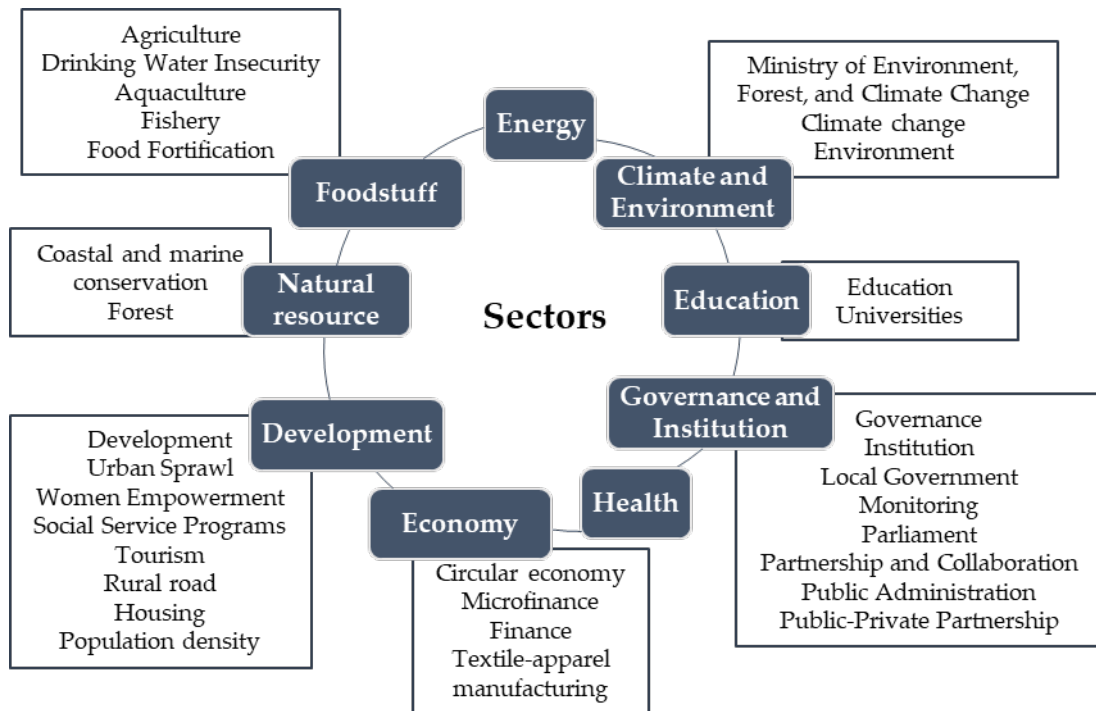 Agriculture
Drinking Water Insecurity
Aquaculture
Fishery
Food Fortification
Energy
Ministry of Environment,
Forest, and Climate Change
Climate change
Environment
Foodstuff
Climate and
Environment
Coastal and marine
conservation
Forest
Natural
resource
Sectors
Education
Education
Universities
Development
Governance and
Institution
Development
Urban Sprawl
Women Empowerment
Social Service Programs
Tourism
Rural road
Housing
Population density
Economy
Health
Circular economy
Microfinance
Finance
Textile-apparel
manufacturing
Governance
Institution
Local Government
Monitoring
Parliament
Partnership and Collaboration
Public Administration
Public-Private Partnership